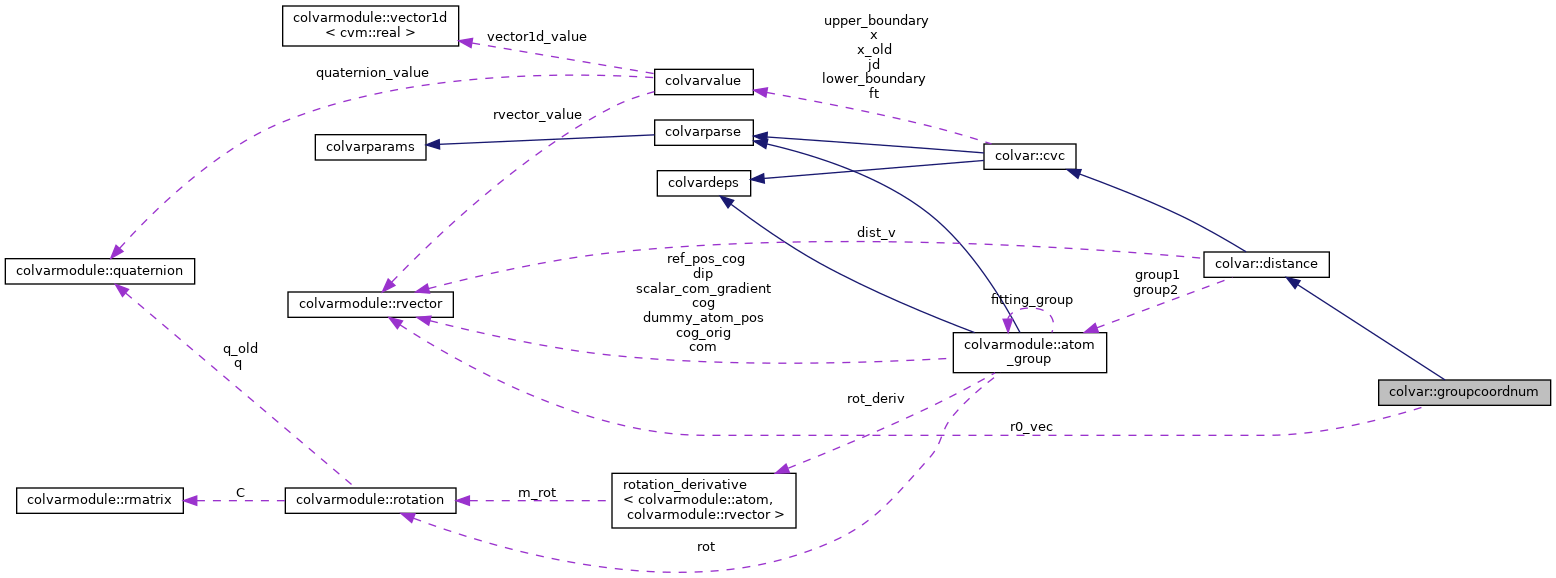 colvarmodule::vector1d
< cvm::real >
vector1d_value
upper_boundary
x
x_old
jd
lower_boundary
ft
quaternion_value
colvarvalue
rvector_value
colvarparse
colvarparams
colvar::cvc
colvardeps
dist_v
colvarmodule::quaternion
colvar::distance
ref_pos_cog
dip
scalar_com_gradient
cog
dummy_atom_pos
cog_orig
com
group1
group2
colvarmodule::rvector
fitting_group
colvarmodule::atom
_group
q_old
q
rot_deriv
colvar::groupcoordnum
r0_vec
colvarmodule::rmatrix
C
colvarmodule::rotation
m_rot
rotation_derivative
< colvarmodule::atom,
colvarmodule::rvector >
rot